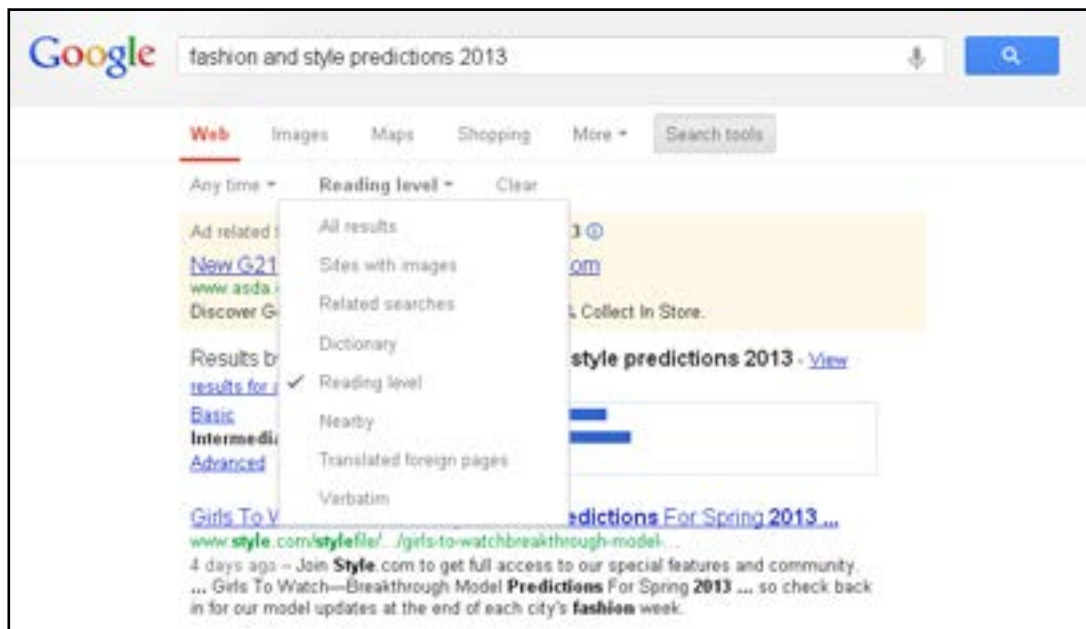 Google fashion and style predictions 2013
Web Images Maps Shopping More Search tools
Any time Reading level Clear
All results
Sites with images
Related searches
Dictionary
Reading level
Nearby
Translated foreign pages
Verbatim
Ad related 3
New G21 om
www.asda.
Discover G Collect In Store.
Results b style predictions 2013 - View
results for
Basic
Intermedi
Advanced
Girls To edictions For Spring 2013 ...
www.style.com/stylefile/.../girls-to-watchbreakthrough-model-...
4 days ago – Join Style.com to get full access to our special features and community.
... Girls To Watch—Breakthrough Model Predictions For Spring 2013 ... so check back
in for our model updates at the end of each city's fashion week.